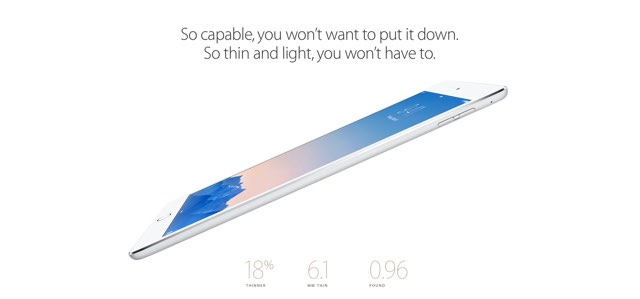 So capable, you won't want to put it down.
So thin and light, you won't have to.
18% 6.1 0.96
THINNER MM THIN POUND